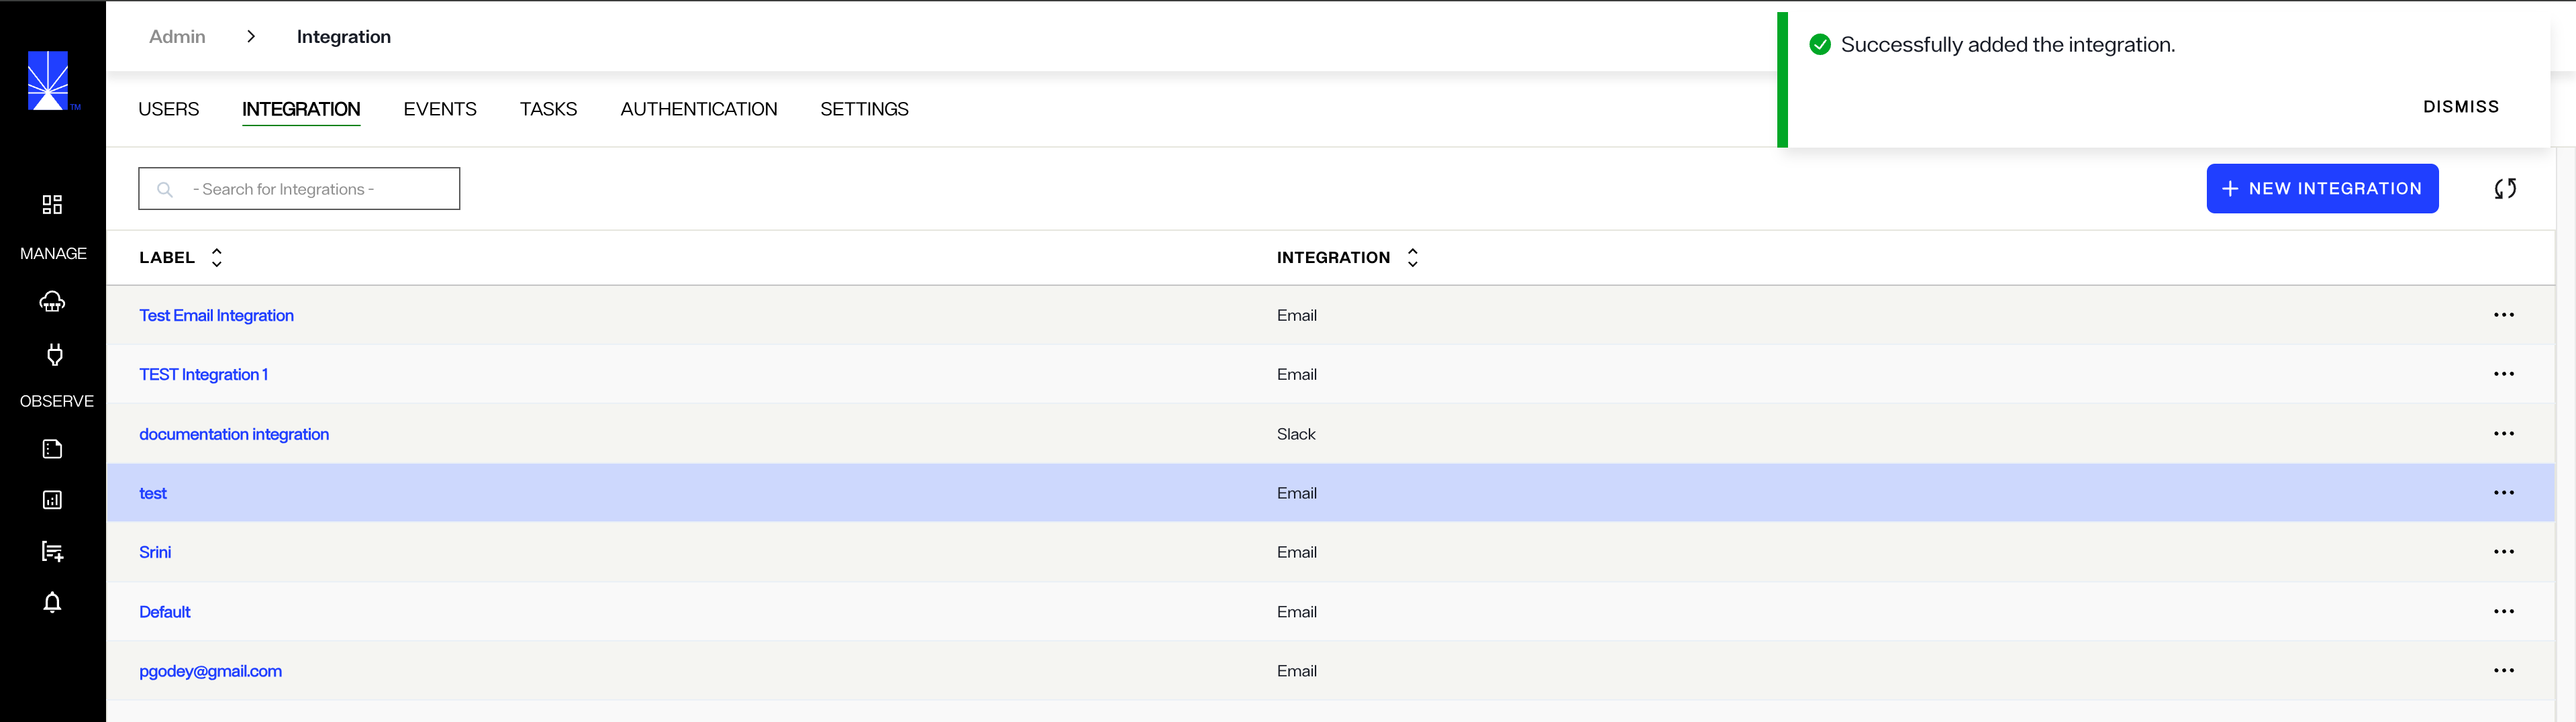 Admin > Integration
Successfully added the integration.
DISMISS
TM
USERS INTEGRATION EVENTS TASKS AUTHENTICATION SETTINGS
- Search for Integrations -
+ NEW INTEGRATION
MANAGE
OBSERVE
LABEL INTEGRATION
Test Email Integration Email
TEST Integration 1 Email
documentation integration Slack
test Email
Srini Email
Default Email
pgodey@gmail.com Email